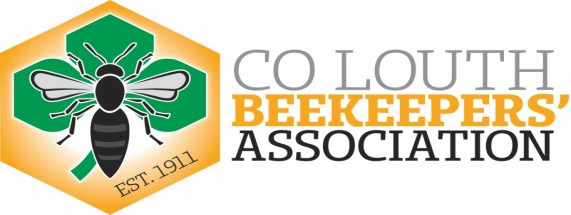 EST. 1911
CO LOUTH
BEEKEEPERS'
ASSOCIATION